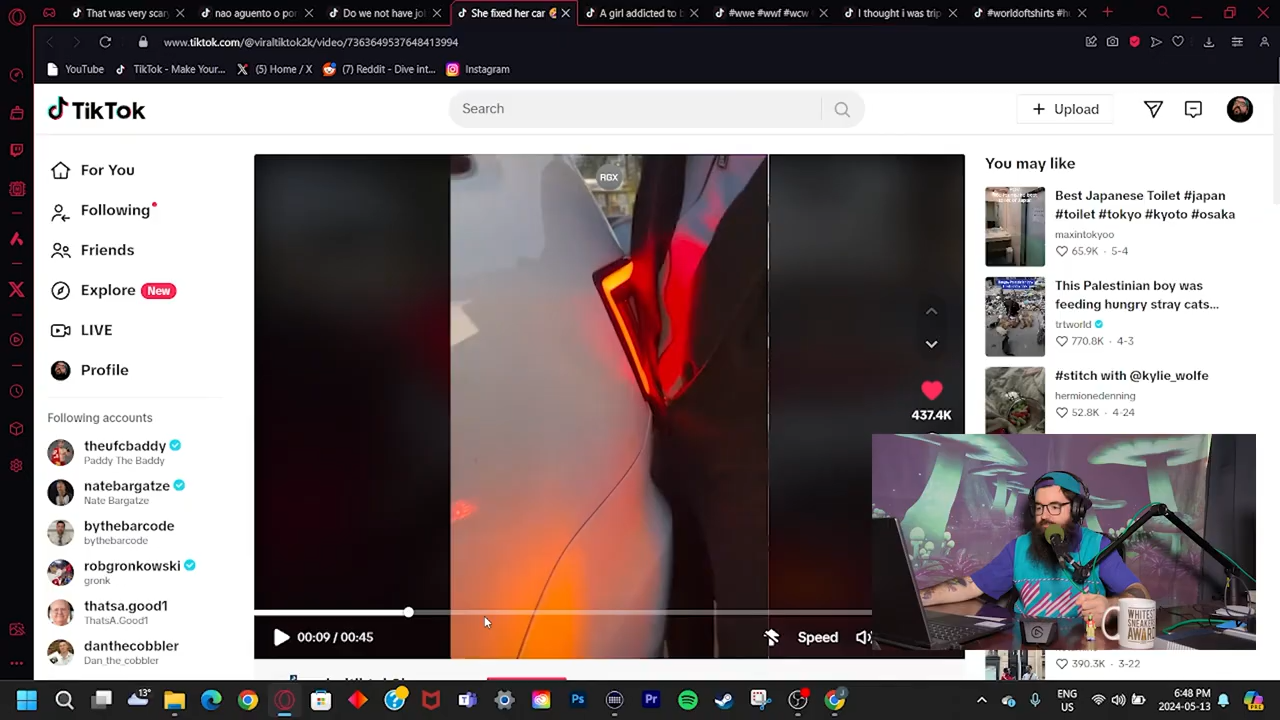 That was very scary
nao aguento o por
Do we not have jo
She fixed her car
A girl addicted to b
#wwe #wwf #wcw
I thought i was trip
#worldoftshirts #h
www.tiktok.com/@viraltiktok2k/video/7363649537648413994
YouTube
TikTok - Make Your...
(5) Home / X
(7) Reddit - Dive int...
Instagram
TikTok
Search
Upload
For You
Following
Friends
Explore New
LIVE
Profile
Following accounts
theufcbaddy
Paddy The Baddy
natebargatze
Nate Bargatze
bythebarcode
bythebarcode
robgronkowski
gronk
thatsa.good1
ThatsA.Good1
danthecobbler
Dan_the_cobbler
RGX
437.4K
00:09 / 00:45
Speed
You may like
Best Japanese Toilet #japan
#toilet #tokyo #kyoto #osaka
maxintokyoo
65.9K · 5-4
This Palestinian boy was
feeding hungry stray cats...
trtworld
770.8K · 4-3
#stitch with @kylie_wolfe
hermionedenning
52.8K · 4-24
WHITES
SNEAKS
AWARD
390.3K · 3-22
13°
ENG
US
6:48 PM
2024-05-13